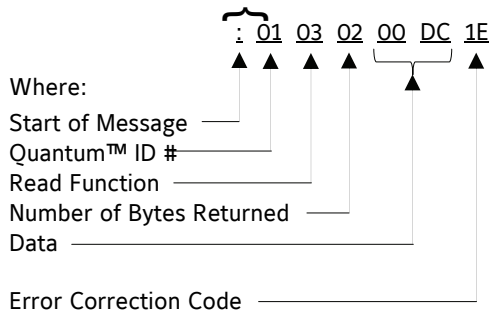 : 01 03 02 00 DC 1E
Where:
Start of Message
Quantum™ ID #
Read Function
Number of Bytes Returned
Data
Error Correction Code